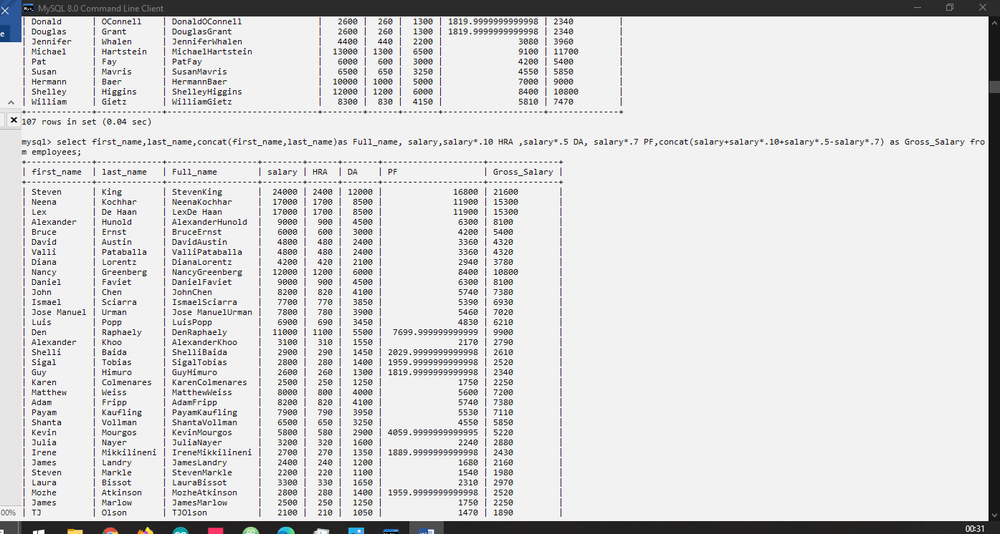 MySQL 8.0 Command Line Client
e
| Donald | OConnell | DonaldOConnell | 2600 | 260 | 1300 | 1819.9999999999998 | 2340 |
| Douglas | Grant | DouglasGrant | 2600 | 260 | 1300 | 1819.9999999999998 | 2340 |
| Jennifer | Whalen | JenniferWhalen | 4400 | 440 | 2200 | 3080 | 3960 |
| Michael | Hartstein | MichaelHartstein | 13000 | 1300 | 6500 | 9100 | 11700 |
| Pat | Fay | PatFay | 6000 | 600 | 3000 | 4200 | 5400 |
| Susan | Mavris | SusanMavris | 6500 | 650 | 3250 | 4550 | 5850 |
| Hermann | Baer | HermannBaer | 10000 | 1000 | 5000 | 7000 | 9000 |
| Shelley | Higgins | ShelleyHiggins | 12000 | 1200 | 6000 | 8400 | 10800 |
| William | Gietz | WilliamGietz | 8300 | 830 | 4150 | 5810 | 7470 |
107 rows in set (0.04 sec)
mysql> select first_name,last_name,concat(first_name,last_name)as Full_name, salary,salary*.10 HRA ,salary*.5 DA, salary*.7 PF,concat(salary+salary*.10+salary*.5-salary*.7) as Gross_Salary fro
m employees;
| first_name | last_name | Full_name | salary | HRA | DA | PF | Gross_Salary |
| Steven | King | StevenKing | 24000 | 2400 | 12000 | 16800 | 21600 |
| Neena | Kochhar | NeenaKochhar | 17000 | 1700 | 8500 | 11900 | 15300 |
| Lex | De Haan | LexDe Haan | 17000 | 1700 | 8500 | 11900 | 15300 |
| Alexander | Hunold | AlexanderHunold | 9000 | 900 | 4500 | 6300 | 8100 |
| Bruce | Ernst | BruceErnst | 6000 | 600 | 3000 | 4200 | 5400 |
| David | Austin | DavidAustin | 4800 | 480 | 2400 | 3360 | 4320 |
| Valli | Pataballa | ValliPataballa | 4800 | 480 | 2400 | 3360 | 4320 |
| Diana | Lorentz | DianaLorentz | 4200 | 420 | 2100 | 2940 | 3780 |
| Nancy | Greenberg | NancyGreenberg | 12000 | 1200 | 6000 | 8400 | 10800 |
| Daniel | Faviet | DanielFaviet | 9000 | 900 | 4500 | 6300 | 8100 |
| John | Chen | JohnChen | 8200 | 820 | 4100 | 5740 | 7380 |
| Ismael | Sciarra | IsmaelSciarra | 7700 | 770 | 3850 | 5390 | 6930 |
| Jose Manuel | Urman | Jose ManuelUrman | 7800 | 780 | 3900 | 5460 | 7020 |
| Luis | Popp | LuisPopp | 6900 | 690 | 3450 | 4830 | 6210 |
| Den | Raphaely | DenRaphaely | 11000 | 1100 | 5500 | 7699.999999999999 | 9900 |
| Alexander | Khoo | AlexanderKhoo | 3100 | 310 | 1550 | 2170 | 2790 |
| Shelli | Baida | ShelliBaida | 2900 | 290 | 1450 | 2029.9999999999998 | 2610 |
| Sigal | Tobias | SigalTobias | 2800 | 280 | 1400 | 1959.9999999999998 | 2520 |
| Guy | Himuro | GuyHimuro | 2600 | 260 | 1300 | 1819.9999999999998 | 2340 |
| Karen | Colmenares | KarenColmenares | 2500 | 250 | 1250 | 1750 | 2250 |
| Matthew | Weiss | MatthewWeiss | 8000 | 800 | 4000 | 5600 | 7200 |
| Adam | Fripp | AdamFripp | 8200 | 820 | 4100 | 5740 | 7380 |
| Payam | Kaufling | PayamKaufling | 7900 | 790 | 3950 | 5530 | 7110 |
| Shanta | Vollman | ShantaVollman | 6500 | 650 | 3250 | 4550 | 5850 |
| Kevin | Mourgos | KevinMourgos | 5800 | 580 | 2900 | 4059.9999999999995 | 5220 |
| Julia | Nayer | JuliaNayer | 3200 | 320 | 1600 | 2240 | 2880 |
| Irene | Mikkilineni | IreneMikkilineni | 2700 | 270 | 1350 | 1889.9999999999998 | 2430 |
| James | Landry | JamesLandry | 2400 | 240 | 1200 | 1680 | 2160 |
| Steven | Markle | StevenMarkle | 2200 | 220 | 1100 | 1540 | 1980 |
| Laura | Bissot | LauraBissot | 3300 | 330 | 1650 | 2310 | 2970 |
| Mozhe | Atkinson | MozheAtkinson | 2800 | 280 | 1400 | 1959.9999999999998 | 2520 |
| James | Marlow | JamesMarlow | 2500 | 250 | 1250 | 1750 | 2250 |
| TJ | Olson | TJOlson | 2100 | 210 | 1050 | 1470 | 1890 |
00%
00:31